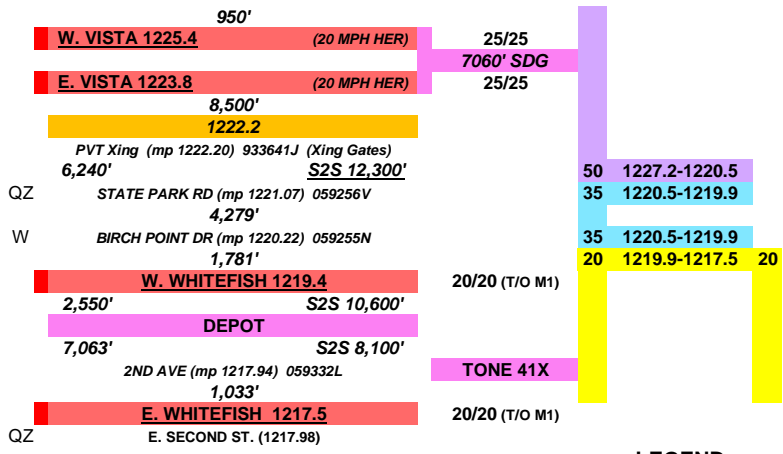 950'
W. VISTA 1225.4 (20 MPH HER) 25/25
7060' SDG
E. VISTA 1223.8 (20 MPH HER) 25/25
8,500'
1222.2
PVT Xing (mp 1222.20) 933641J (Xing Gates)
6,240' S2S 12,300' 50 1227.2-1220.5
QZ STATE PARK RD (mp 1221.07) 059256V 35 1220.5-1219.9
4,279'
W BIRCH POINT DR (mp 1220.22) 059255N 35 1220.5-1219.9
1,781' 20 1219.9-1217.5 20
W. WHITEFISH 1219.4 20/20 (T/O M1)
2,550' S2S 10,600'
DEPOT
7,063' S2S 8,100'
2ND AVE (mp 1217.94) 059332L TONE 41X
1,033'
E. WHITEFISH 1217.5 20/20 (T/O M1)
QZ E. SECOND ST. (1217.98)
LEGEND